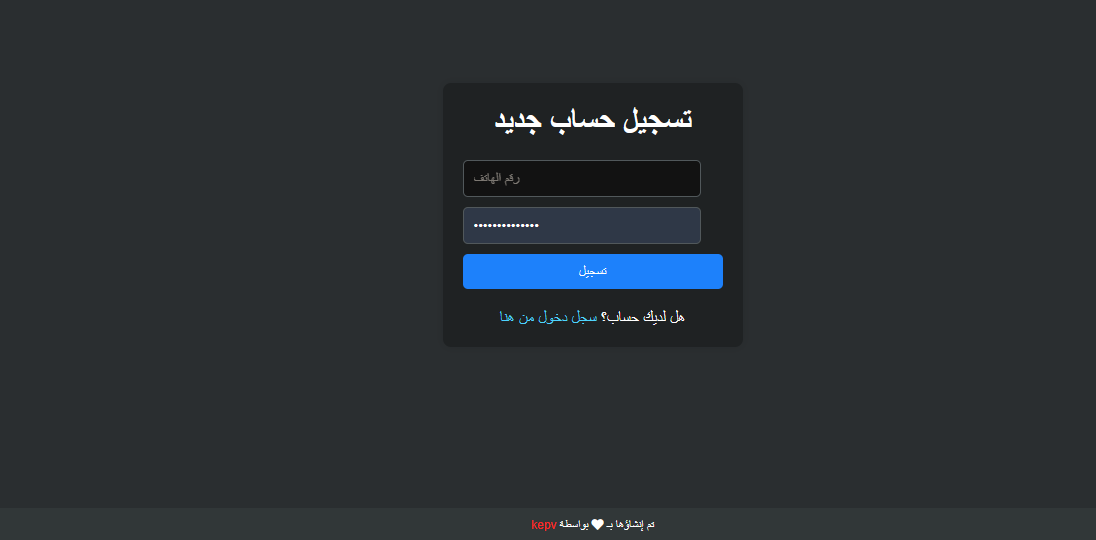 تسجيل حساب جديد
رقم الهاتف
••••••••••••••
تسجيل
هل لديك حساب؟ سجل دخول من هنا
تم إنشاؤها بـ ♥ بواسطة kepv